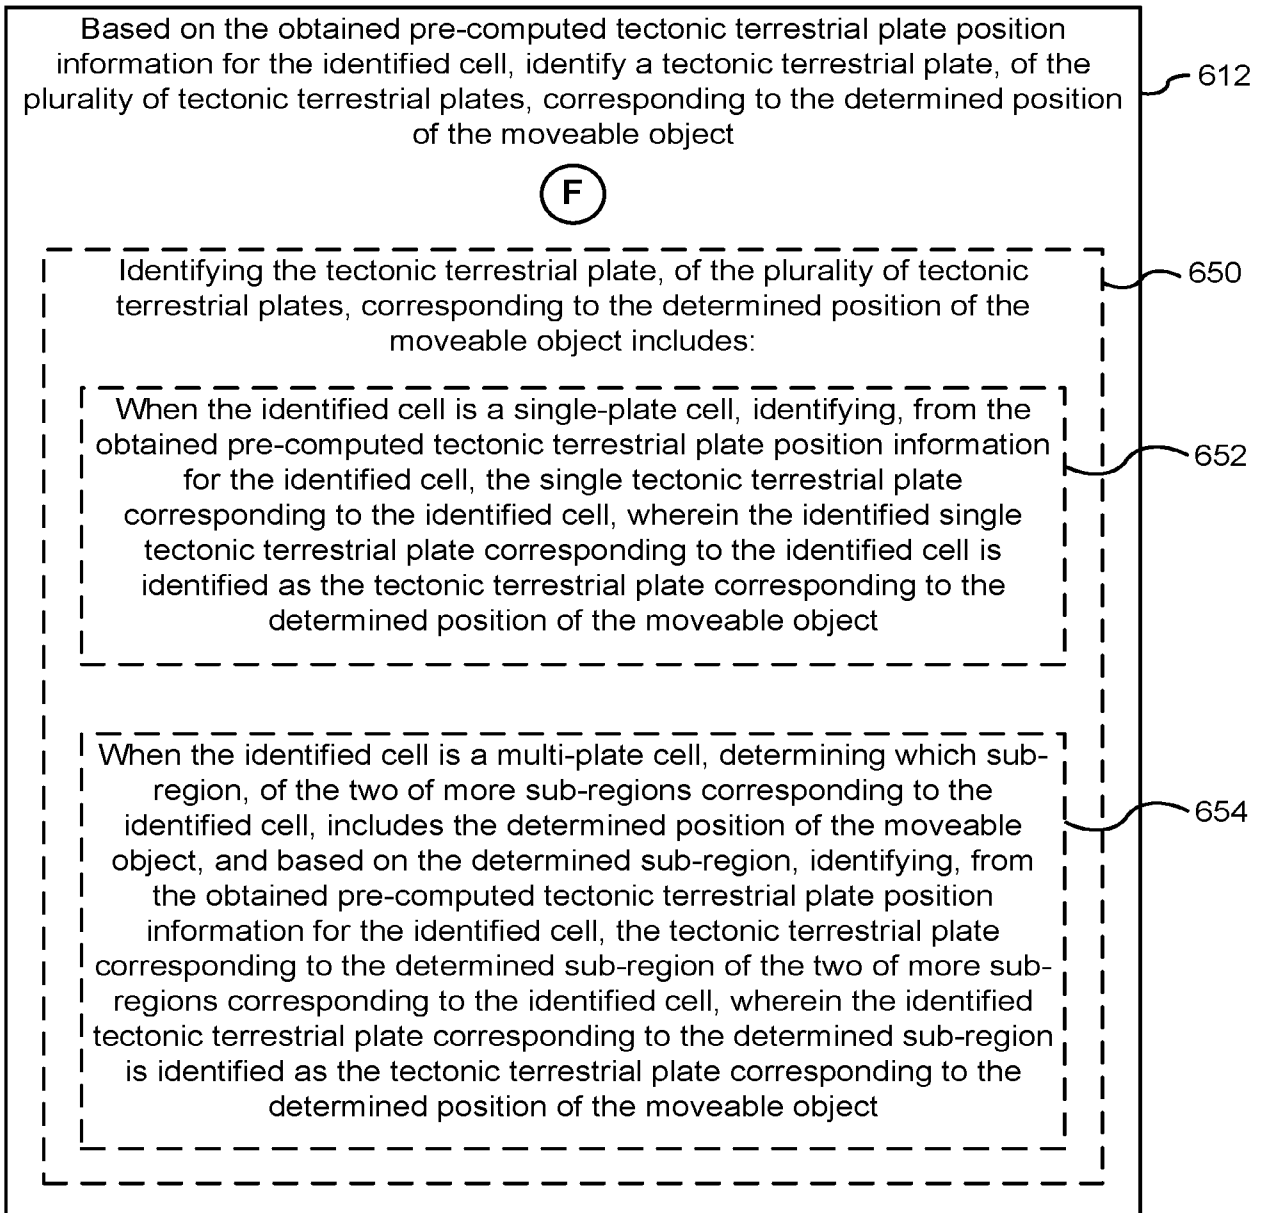 Based on the obtained pre-computed tectonic terrestrial plate position
information for the identified cell, identify a tectonic terrestrial plate, of the
plurality of tectonic terrestrial plates, corresponding to the determined position
of the moveable object
612
F
Identifying the tectonic terrestrial plate, of the plurality of tectonic
terrestrial plates, corresponding to the determined position of the
moveable object includes:
650
When the identified cell is a single-plate cell, identifying, from the
obtained pre-computed tectonic terrestrial plate position information
for the identified cell, the single tectonic terrestrial plate
corresponding to the identified cell, wherein the identified single
tectonic terrestrial plate corresponding to the identified cell is
identified as the tectonic terrestrial plate corresponding to the
determined position of the moveable object
652
When the identified cell is a multi-plate cell, determining which sub-
region, of the two of more sub-regions corresponding to the
identified cell, includes the determined position of the moveable
object, and based on the determined sub-region, identifying, from
the obtained pre-computed tectonic terrestrial plate position
information for the identified cell, the tectonic terrestrial plate
corresponding to the determined sub-region of the two of more sub-
regions corresponding to the identified cell, wherein the identified
tectonic terrestrial plate corresponding to the determined sub-region
is identified as the tectonic terrestrial plate corresponding to the
determined position of the moveable object
654